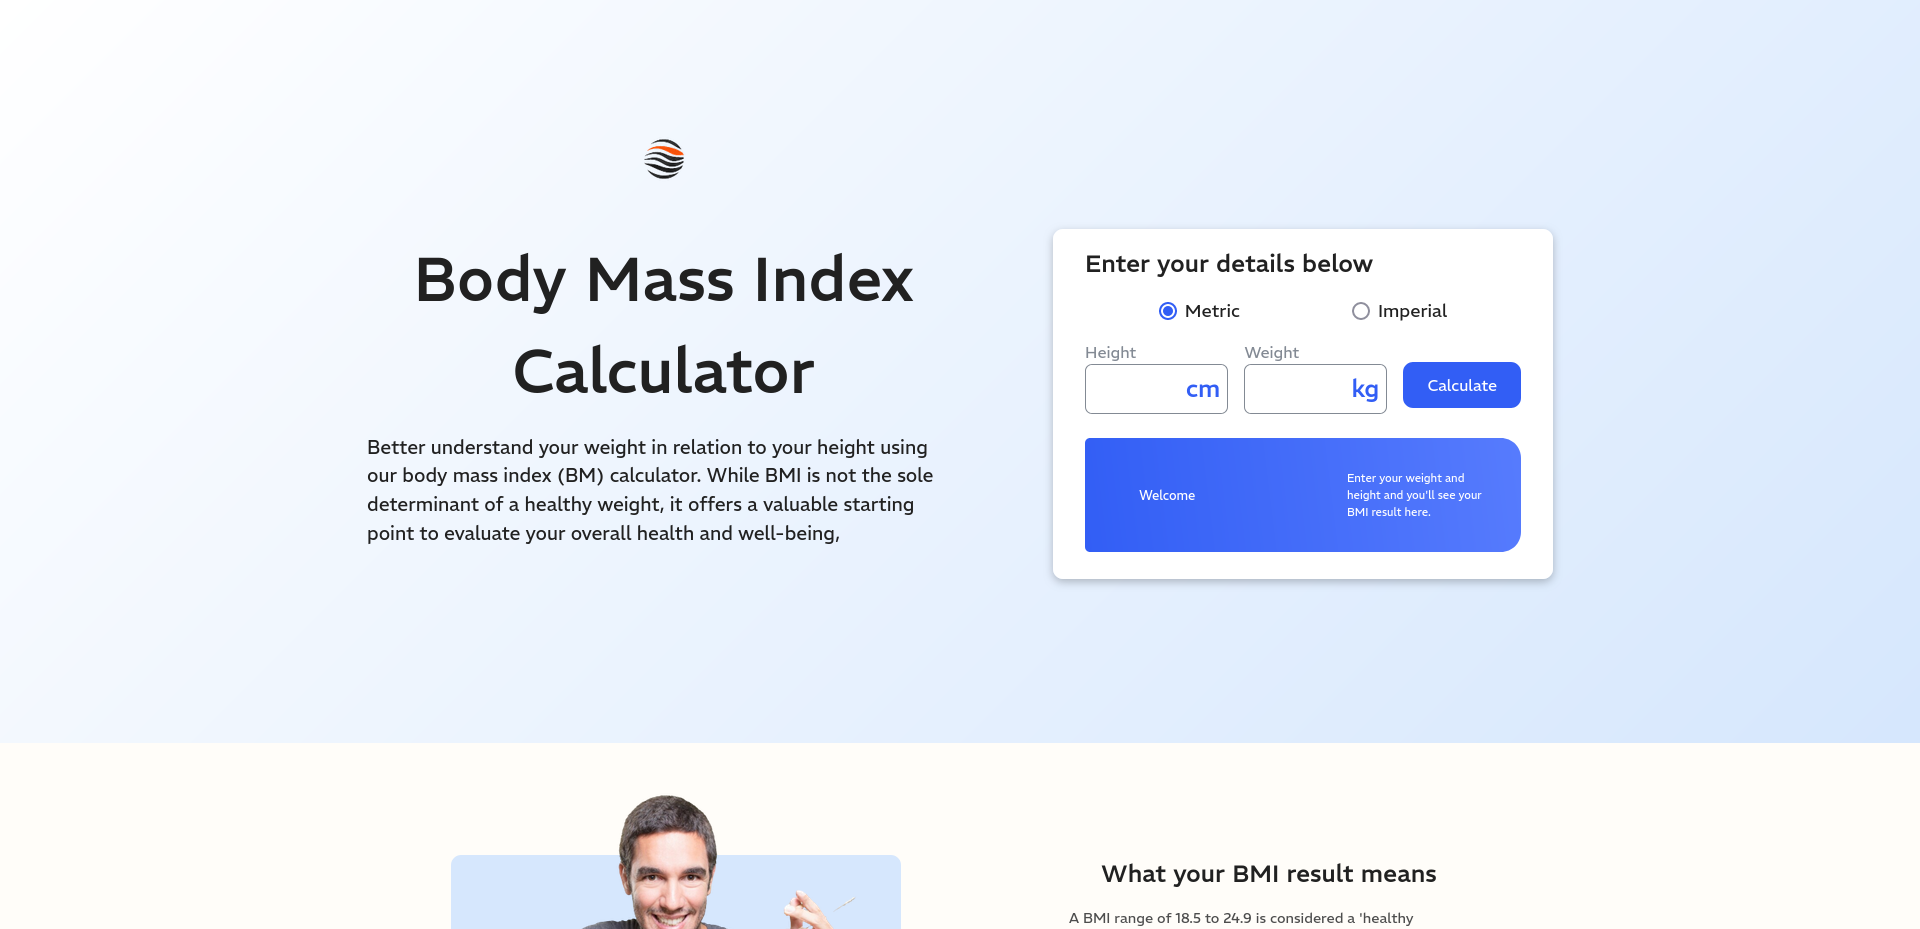 Body Mass Index
Calculator
Better understand your weight in relation to your height using
our body mass index (BM) calculator. While BMI is not the sole
determinant of a healthy weight, it offers a valuable starting
point to evaluate your overall health and well-being,
Enter your details below
Metric Imperial
Height Weight
cm kg Calculate
Welcome
Enter your weight and
height and you'll see your
BMI result here.
What your BMI result means
A BMI range of 18.5 to 24.9 is considered a 'healthy